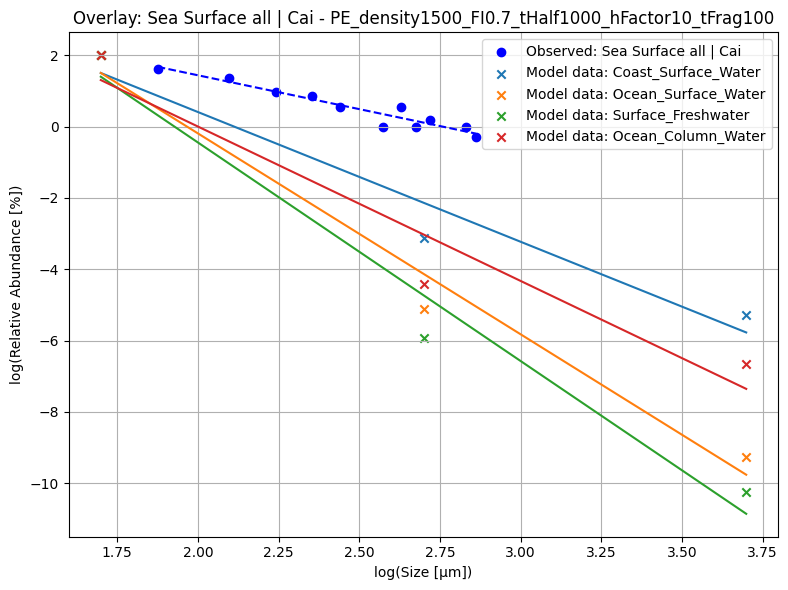 Overlay: Sea Surface all | Cai - PE_density1500_FI0.7_tHalf1000_hFactor10_tFrag100
Observed: Sea Surface all | Cai
Model data: Coast_Surface_Water
Model data: Ocean_Surface_Water
Model data: Surface_Freshwater
Model data: Ocean_Column_Water
log(Relative Abundance [%])
2
0
−2
−4
−6
−8
−10
1.75
2.00
2.25
2.50
2.75
3.00
3.25
3.50
3.75
log(Size [μm])